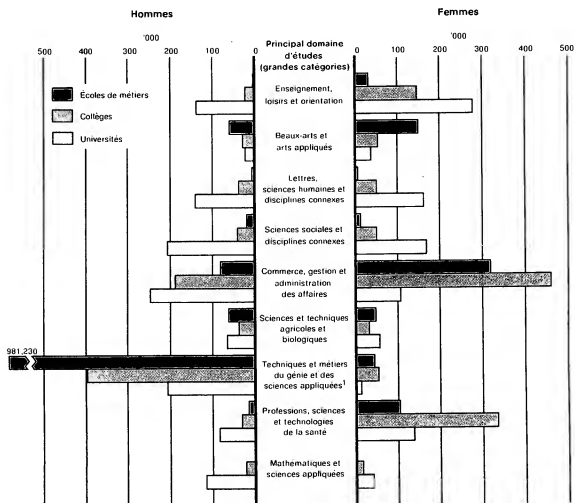 Hommes
Femmes
'000
Principal domaine
d'études
(grandes catégories)
'000
500 400 300 200 100 0
0 100 200 300 400 500
Écoles de métiers
Collèges
Universités
Enseignement,
loisirs et orientation
Beaux-arts et
arts appliqués
Lettres,
sciences humaines et
disciplines connexes
Sciences sociales et
disciplines connexes
Commerce, gestion et
administration
des affaires
Sciences et techniques
agricoles et
biologiques
981,230
Techniques et métiers
du génie et des
sciences appliquées1
Professions, sciences
et technologies
de la santé
Mathématiques et
sciences appliquées